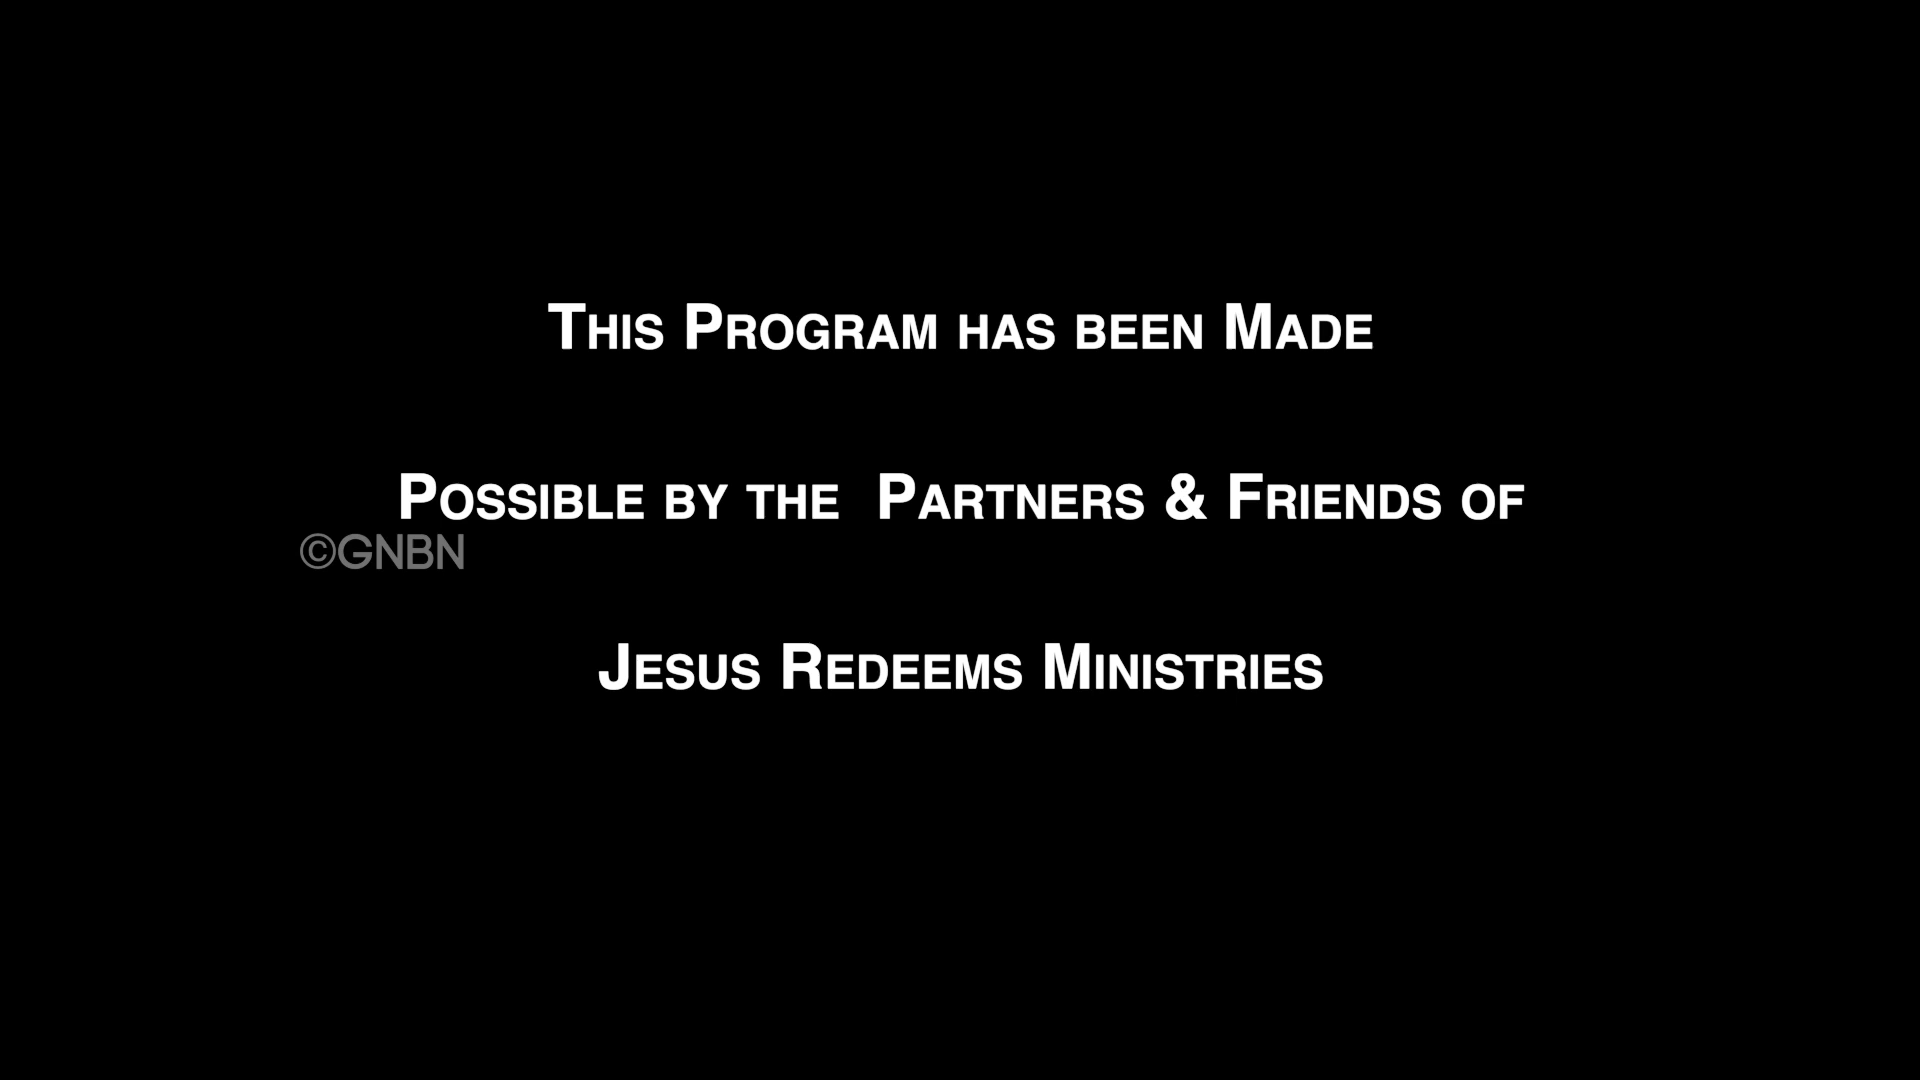 This Program has been Made
Possible by the  Partners & Friends of
©GNBN
Jesus Redeems Ministries